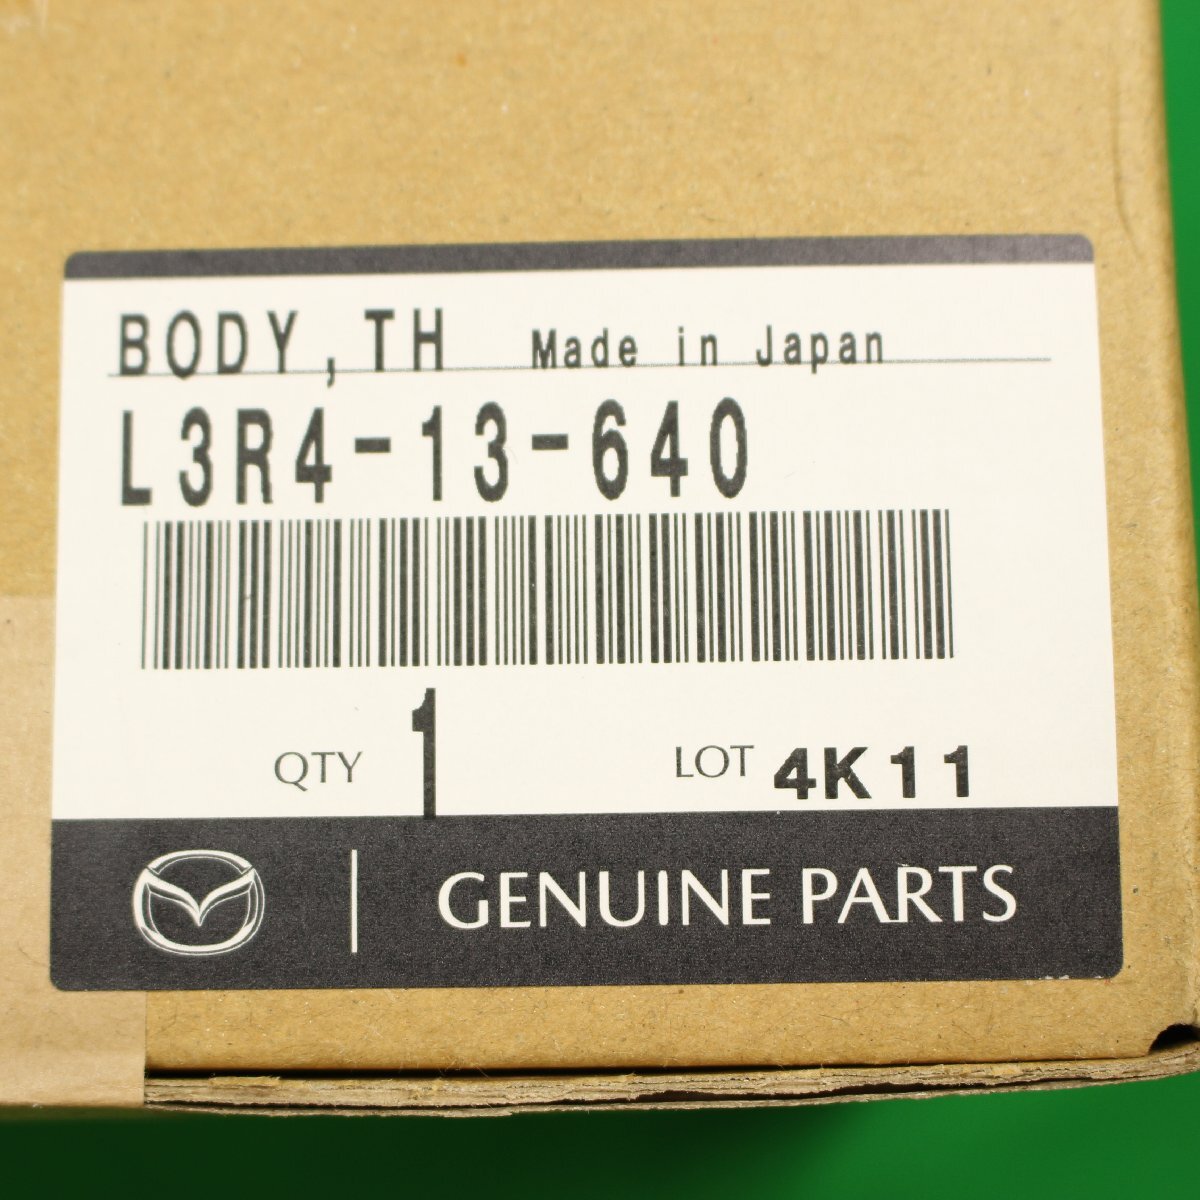 BODY,TH Made in Japan
L3R4-13-640
QTY 1 LOT 4K11
GENUINE PARTS